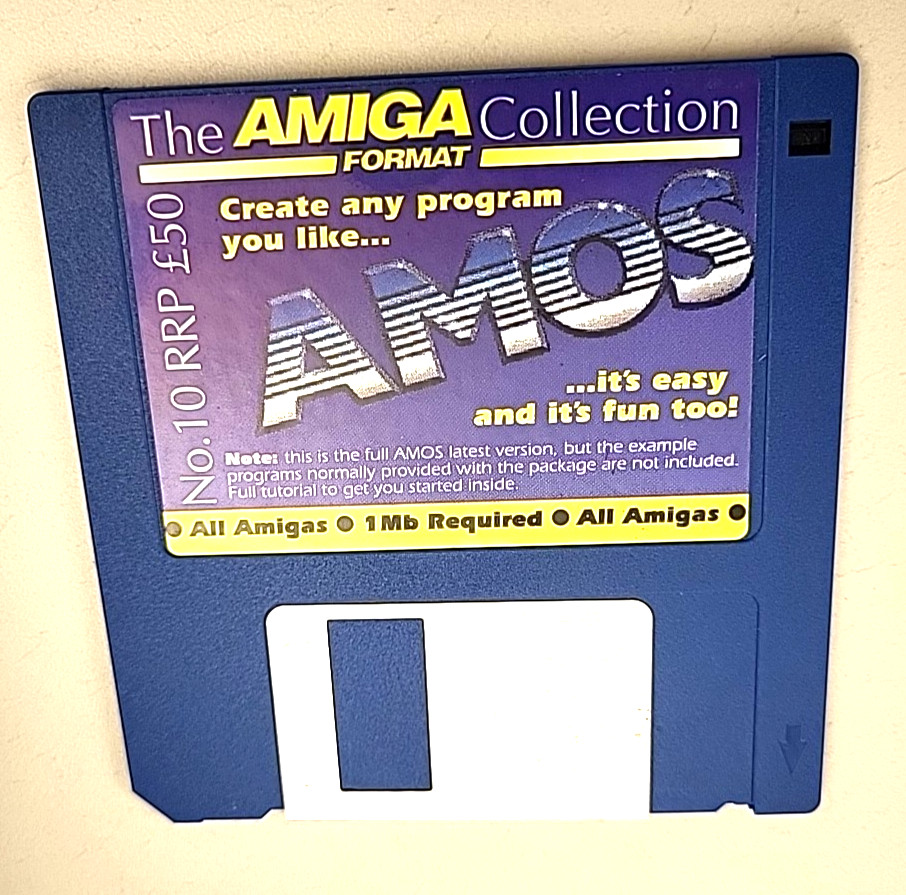 The AMIGA Collection
FORMAT
No.10 RRP £50
Create any program
you like...
AMOS
...it's easy
and it's fun too!
Note: this is the full AMOS latest version, but the example
programs normally provided with the package are not included.
Full tutorial to get you started inside.
● All Amigas ● 1Mb Required ● All Amigas ●